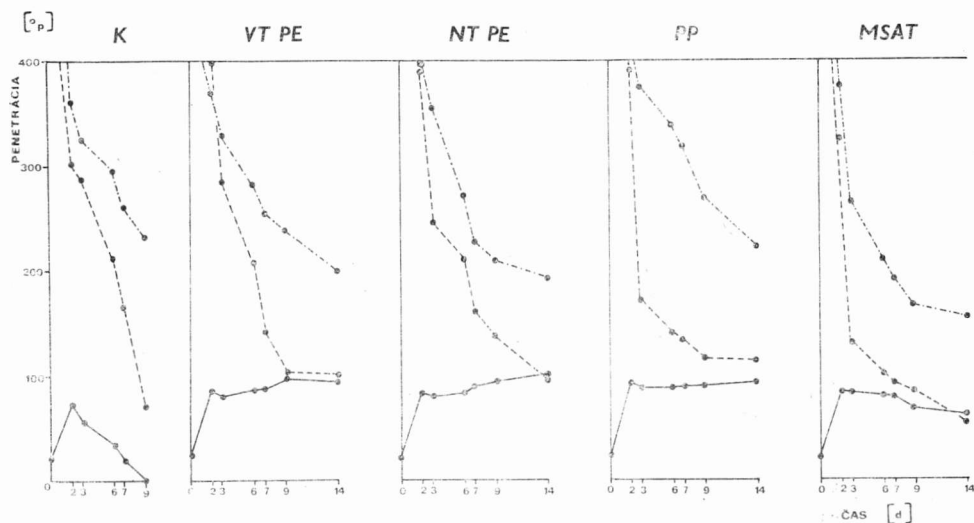 [°p]
K VT PE NT PE PP MSAT
PENETRÁCIA
400
300
200
100
0 2 3 6 7 9
0 2 3 6 7 9 14
0 2 3 6 7 9 14
0 2 3 6 7 9 14
0 2 3 6 7 9 14
ČAS [d]